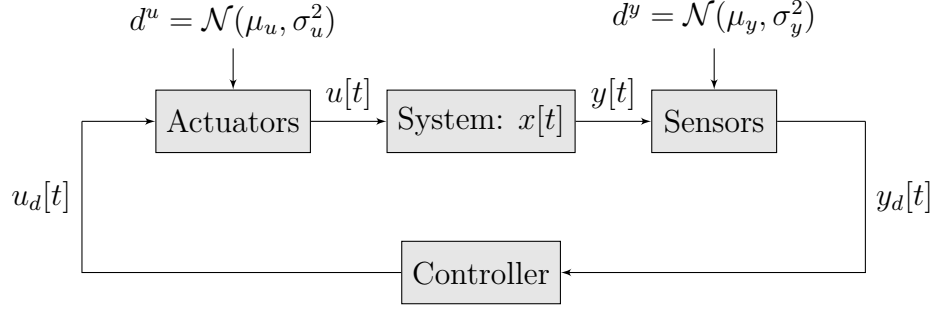 d^u = 𝒩(μ_u, σ_u^2)
d^y = 𝒩(μ_y, σ_y^2)
Actuators
u[t]
System: x[t]
y[t]
Sensors
u_d[t]
y_d[t]
Controller